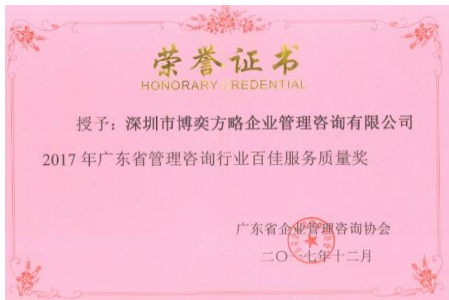 荣誉证书
HONORARY CREDENTIAL
授予：深圳市博奕方略企业管理咨询有限公司
2017年广东省管理咨询行业百佳服务质量奖
广东省企业管理咨询协会
二〇一七年十二月